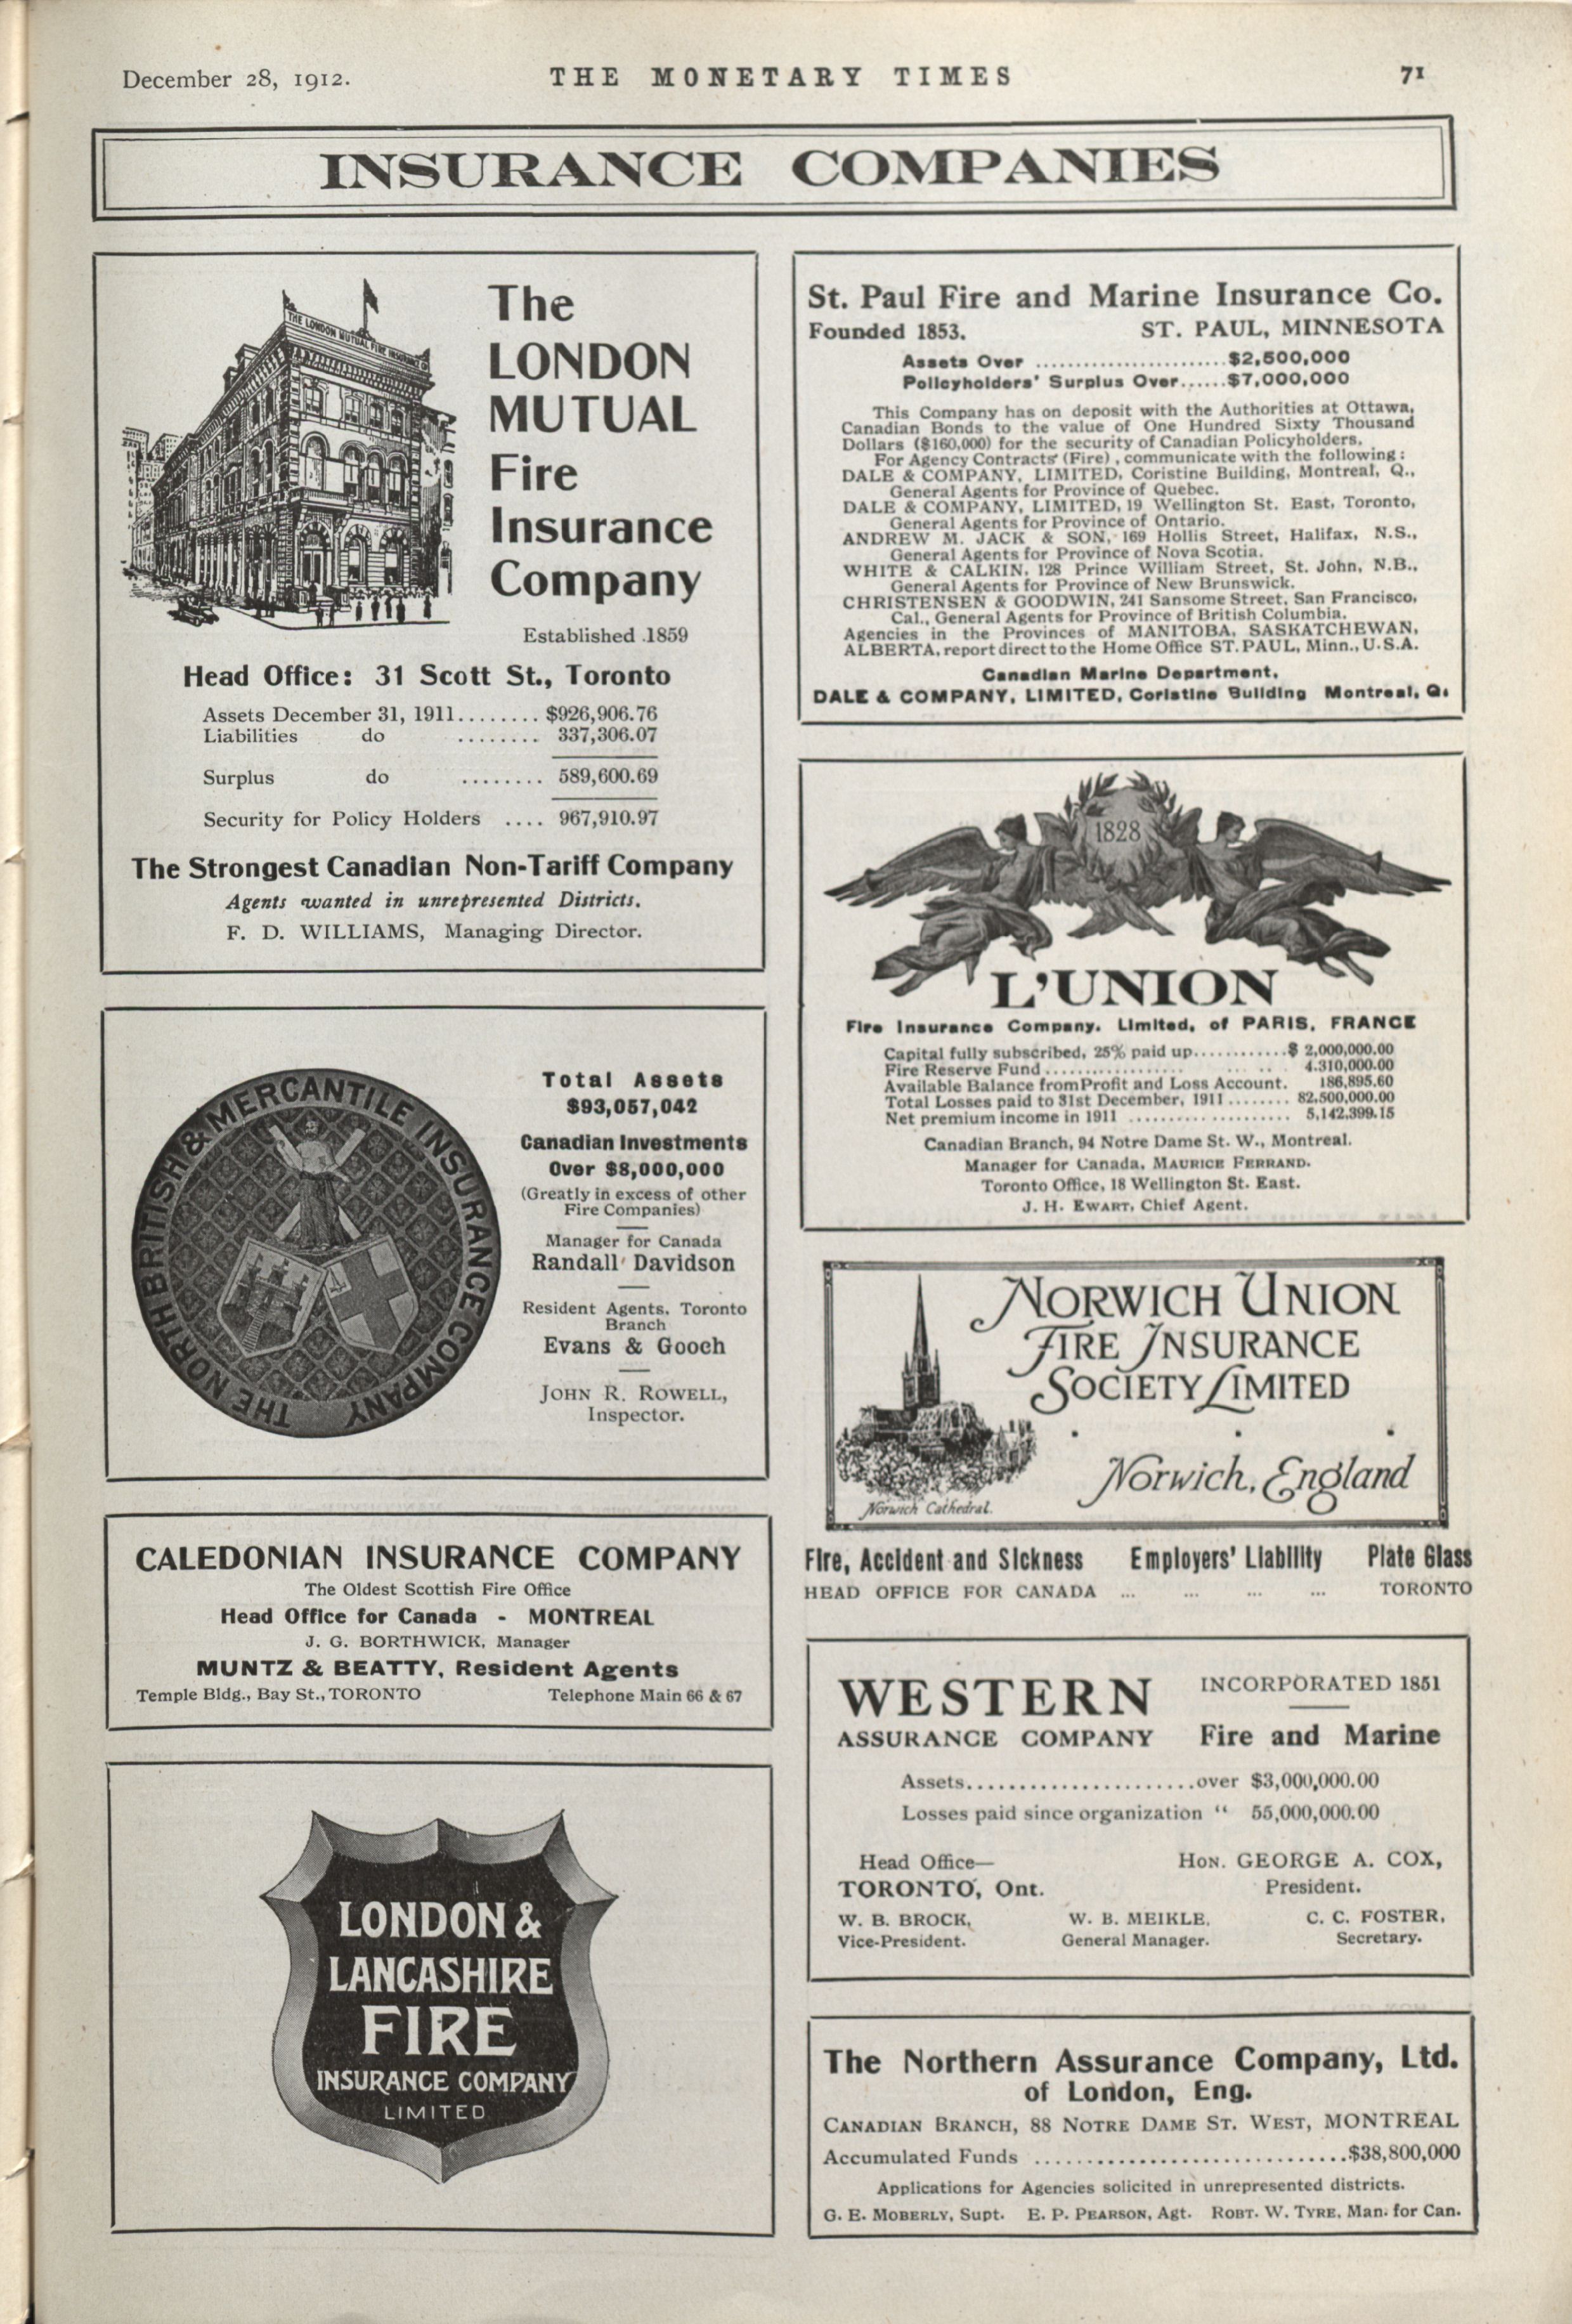 December 28, 1912.
THE MONETARY TIMES
71
INSURANCE COMPANIES
THE LONDON MUTUAL FIRE INSURANCE CO
The
LONDON
MUTUAL
Fire
Insurance
Company
Established 1859
Head Office: 31 Scott St., Toronto
Assets December 31, 1911........ $926,906.76
Liabilities do ........ 337,306.07
Surplus do ........ 589,600.69
Security for Policy Holders .... 967,910.97
The Strongest Canadian Non-Tariff Company
Agents wanted in unrepresented Districts.
F. D. WILLIAMS, Managing Director.
THE NORTH BRITISH & MERCANTILE INSURANCE COMPANY
Total Assets
$93,057,042
Canadian Investments
Over $8,000,000
(Greatly in excess of other
Fire Companies)
Manager for Canada
Randall Davidson
Resident Agents, Toronto
Branch
Evans & Gooch
JOHN R. ROWELL,
Inspector.
CALEDONIAN INSURANCE COMPANY
The Oldest Scottish Fire Office
Head Office for Canada - MONTREAL
J. G. BORTHWICK, Manager
MUNTZ & BEATTY, Resident Agents
Temple Bldg., Bay St., TORONTO Telephone Main 66 & 67
LONDON &
LANCASHIRE
FIRE
INSURANCE COMPANY
LIMITED
St. Paul Fire and Marine Insurance Co.
Founded 1853. ST. PAUL, MINNESOTA
Assets Over ........................$2,500,000
Policyholders' Surplus Over......$7,000,000
This Company has on deposit with the Authorities at Ottawa,
Canadian Bonds to the value of One Hundred Sixty Thousand
Dollars ($160,000) for the security of Canadian Policyholders.
For Agency Contracts (Fire), communicate with the following:
DALE & COMPANY, LIMITED, Coristine Building, Montreal, Q.,
General Agents for Province of Quebec.
DALE & COMPANY, LIMITED, 19 Wellington St. East, Toronto,
General Agents for Province of Ontario.
ANDREW M. JACK & SON, 169 Hollis Street, Halifax, N.S.,
General Agents for Province of Nova Scotia.
WHITE & CALKIN, 128 Prince William Street, St. John, N.B.,
General Agents for Province of New Brunswick.
CHRISTENSEN & GOODWIN, 241 Sansome Street, San Francisco,
Cal., General Agents for Province of British Columbia.
Agencies in the Provinces of MANITOBA, SASKATCHEWAN,
ALBERTA, report direct to the Home Office ST. PAUL, Minn., U.S.A.
Canadian Marine Department,
DALE & COMPANY, LIMITED, Coristine Building Montreal, Q.
1828
L'UNION
Fire Insurance Company, Limited, of PARIS, FRANCE
Capital fully subscribed, 25% paid up............$ 2,000,000.00
Fire Reserve Fund ................. 4,310,000.00
Available Balance from Profit and Loss Account. 186,895.60
Total Losses paid to 31st December, 1911 ........ 82,500,000.00
Net premium income in 1911 .................... 5,142,399.15
Canadian Branch, 94 Notre Dame St. W., Montreal.
Manager for Canada, MAURICE FERRAND.
Toronto Office, 18 Wellington St. East.
J. H. EWART, Chief Agent.
NORWICH UNION
FIRE INSURANCE
SOCIETY LIMITED
Norwich, England
Norwich Cathedral.
Fire, Accident and Sickness Employers' Liability Plate Glass
HEAD OFFICE FOR CANADA ... ... ... ... TORONTO
WESTERN INCORPORATED 1851
ASSURANCE COMPANY Fire and Marine
Assets......................over $3,000,000.00
Losses paid since organization " 55,000,000.00
Head Office— HON. GEORGE A. COX,
TORONTO, Ont. President.
W. B. BROCK, W. B. MEIKLE, C. C. FOSTER,
Vice-President. General Manager. Secretary.
The Northern Assurance Company, Ltd.
of London, Eng.
CANADIAN BRANCH, 88 NOTRE DAME ST. WEST, MONTREAL
Accumulated Funds ..............................$38,800,000
Applications for Agencies solicited in unrepresented districts.
G. E. MOBERLY, Supt. E. P. PEARSON, Agt. ROBT. W. TYRE, Man. for Can.